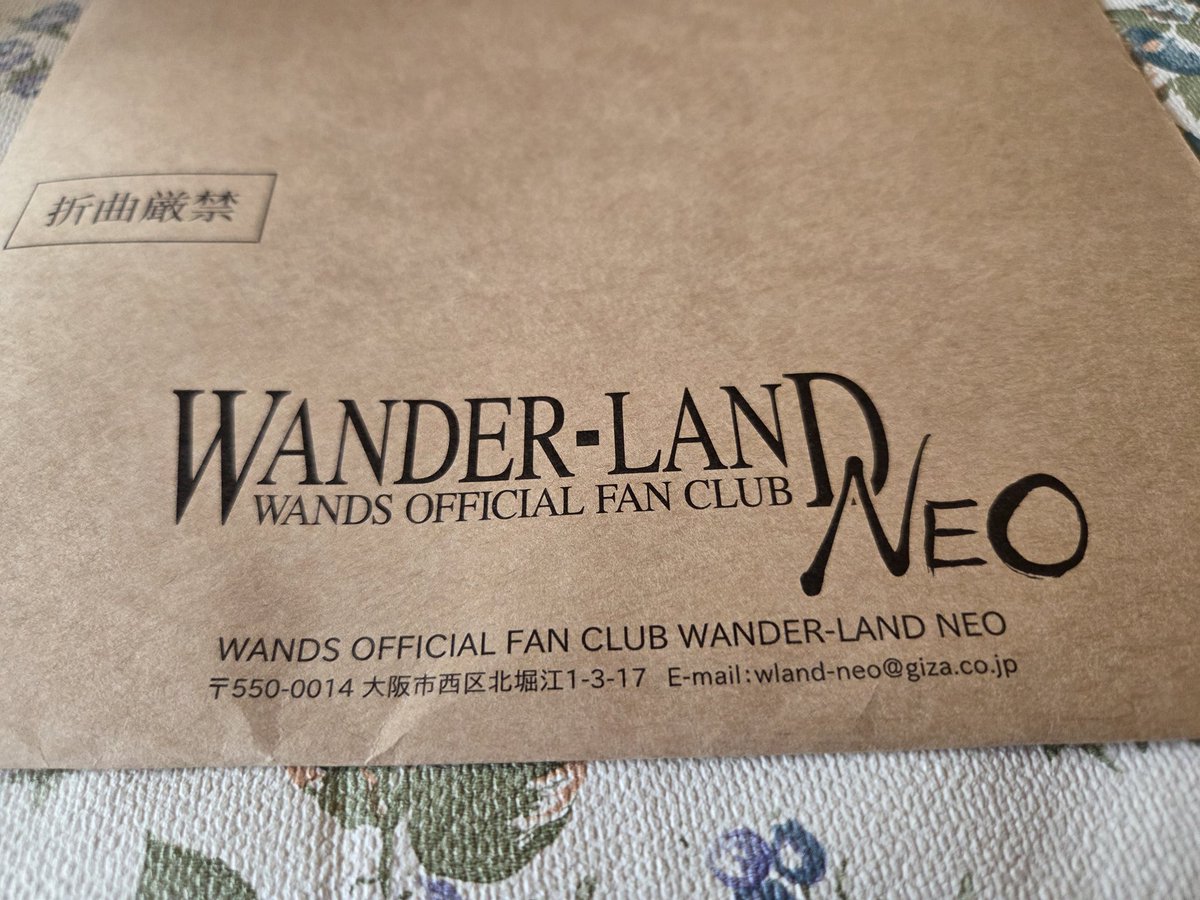 折曲厳禁
WANDER-LAND NEO
WANDS OFFICIAL FAN CLUB
WANDS OFFICIAL FAN CLUB WANDER-LAND NEO
〒550-0014 大阪市西区北堀江1-3-17 E-mail:wland-neo@giza.co.jp